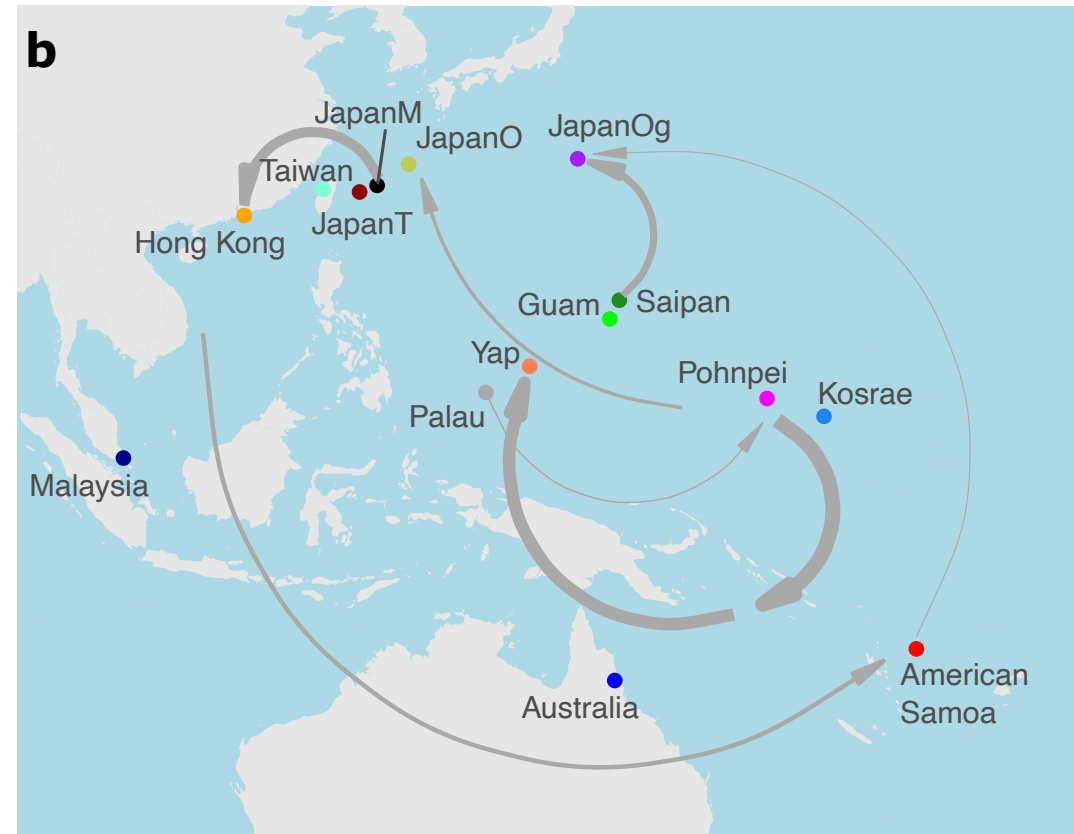 b
JapanM
JapanO
JapanOg
Taiwan
JapanT
Hong Kong
Guam
Saipan
Yap
Pohnpei
Kosrae
Palau
Malaysia
American
Samoa
Australia